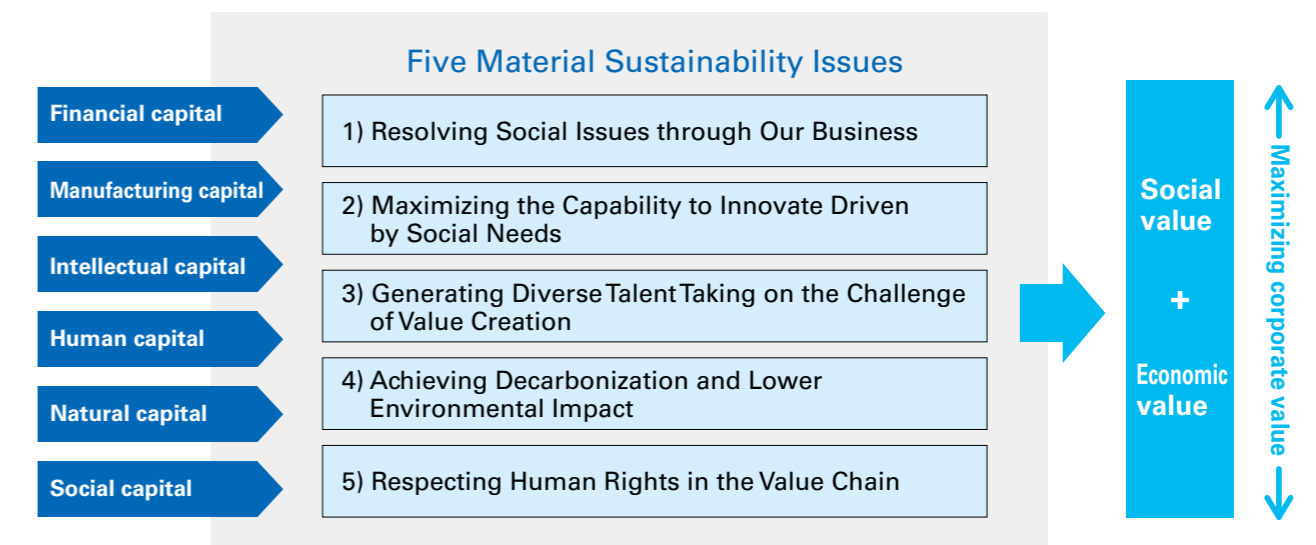 Five Material Sustainability Issues
Financial capital
Manufacturing capital
Intellectual capital
Human capital
Natural capital
Social capital
1) Resolving Social Issues through Our Business
2) Maximizing the Capability to Innovate Driven
by Social Needs
3) Generating Diverse Talent Taking on the Challenge
of Value Creation
4) Achieving Decarbonization and Lower
Environmental Impact
5) Respecting Human Rights in the Value Chain
Social
value
+
Economic
value
Maximizing corporate value